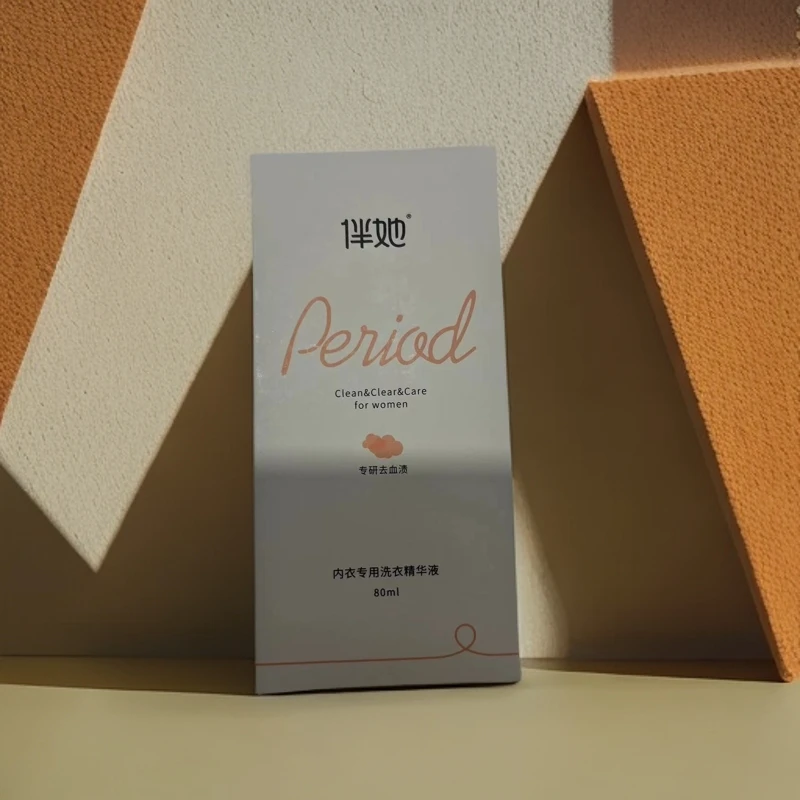 伴她®
Period
Clean&Clear&Care
for women
专研去血渍
内衣专用洗衣精华液
80ml